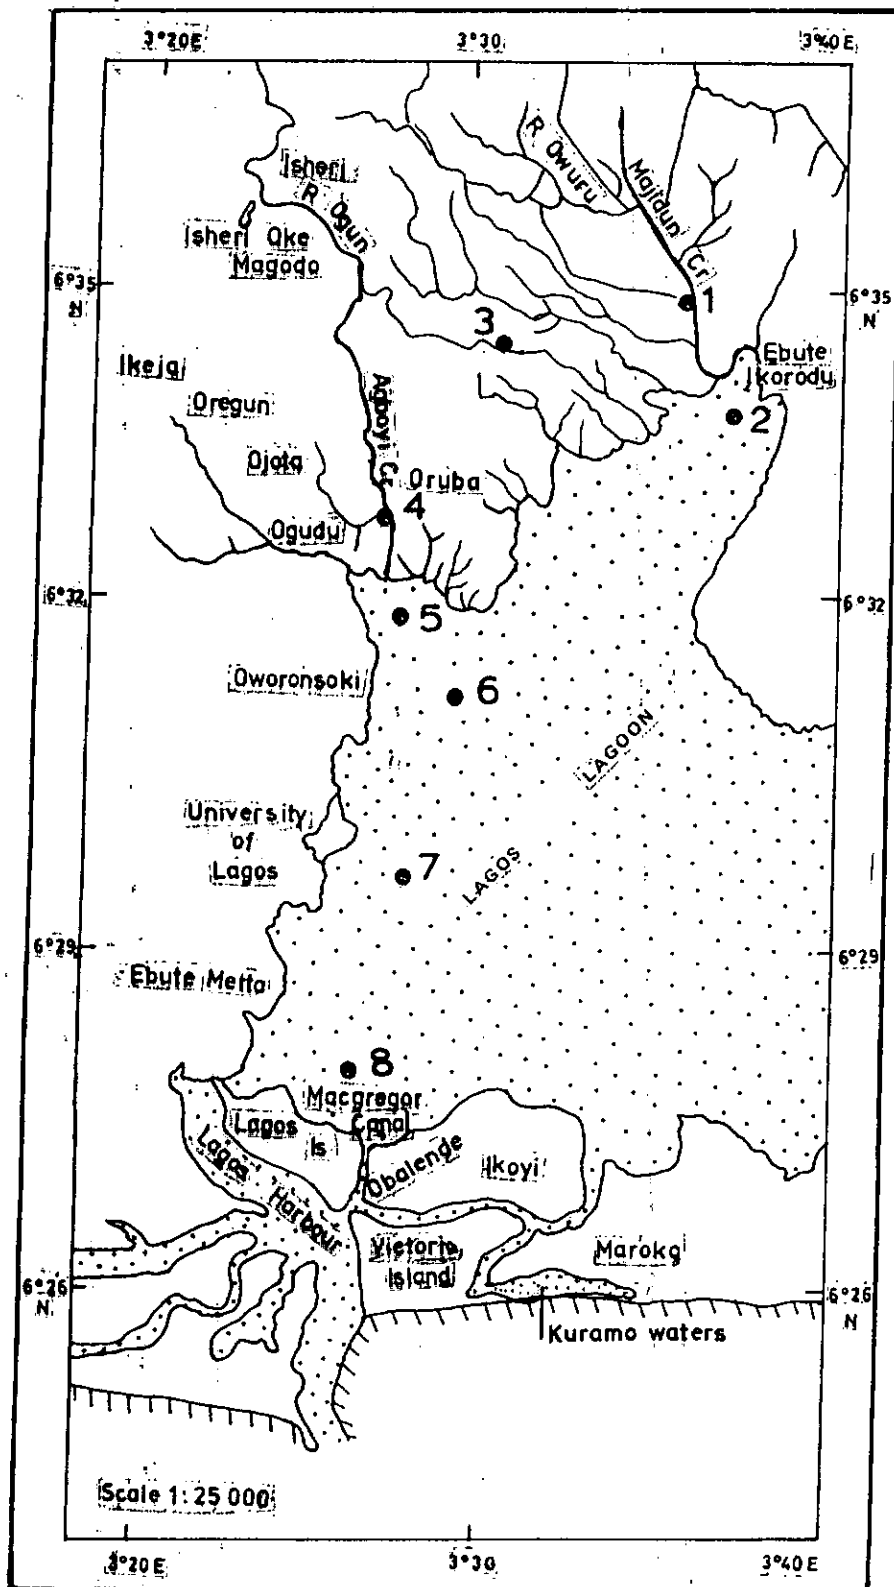 3°20E 3°30 3°40E
Isheri
R Ogun
R Owuru
Majidun Cr
Isheri Oke
Magodo
6°35
N
6°35
N
1
3
Ikeja
Ebute
Ikorodu
Oregun
2
Agboyi Cr
Ojota
Oruba
4
Ogudu
6°32
6°32
5
Oworonsoki
6
LAGOS LAGOON
University
of
Lagos
7
6°29
6°29
Ebute Metta
8
Macgregor
Canal
Lagos
Is
Lagos Harbour
Obalende
Ikoyi
Victoria
Island
Maroko
6°26
N
6°26
N
Kuramo waters
Scale 1:25 000
3°20E 3°30 3°40E